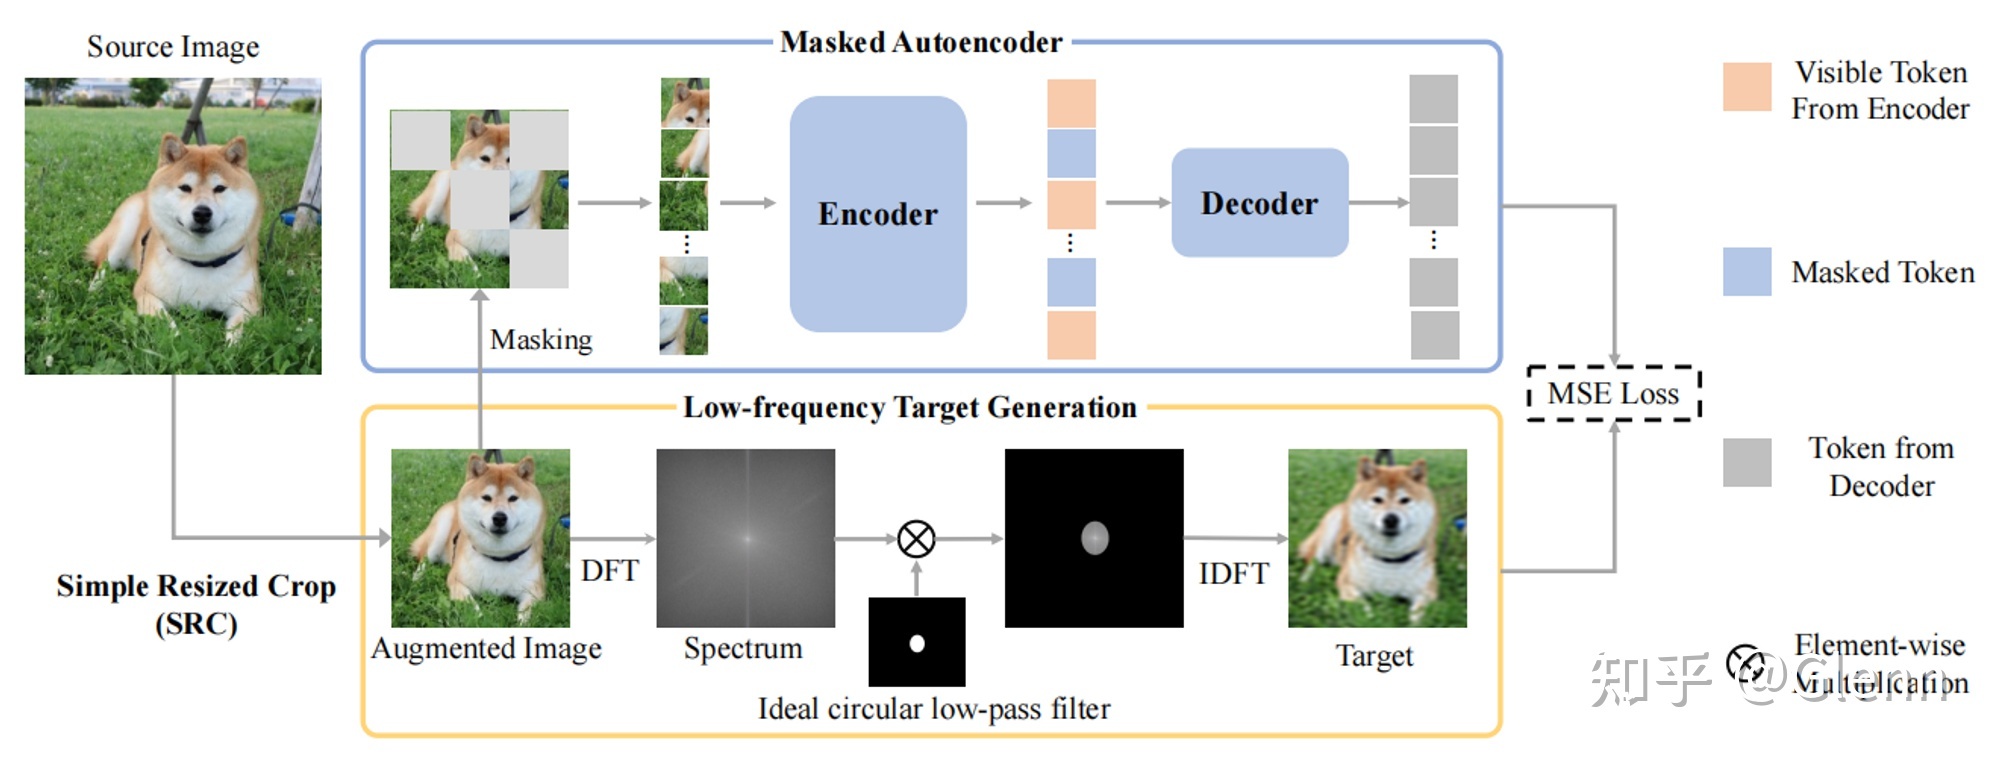 Source Image
Masked Autoencoder
Visible Token
From Encoder
Encoder
Decoder
Masked Token
Masking
MSE Loss
Low-frequency Target Generation
Token from
Decoder
DFT
IDFT
Simple Resized Crop
(SRC)
Augmented Image
Spectrum
Target
Ideal circular low-pass filter
Element-wise
Multiplication
知乎 @Glenn